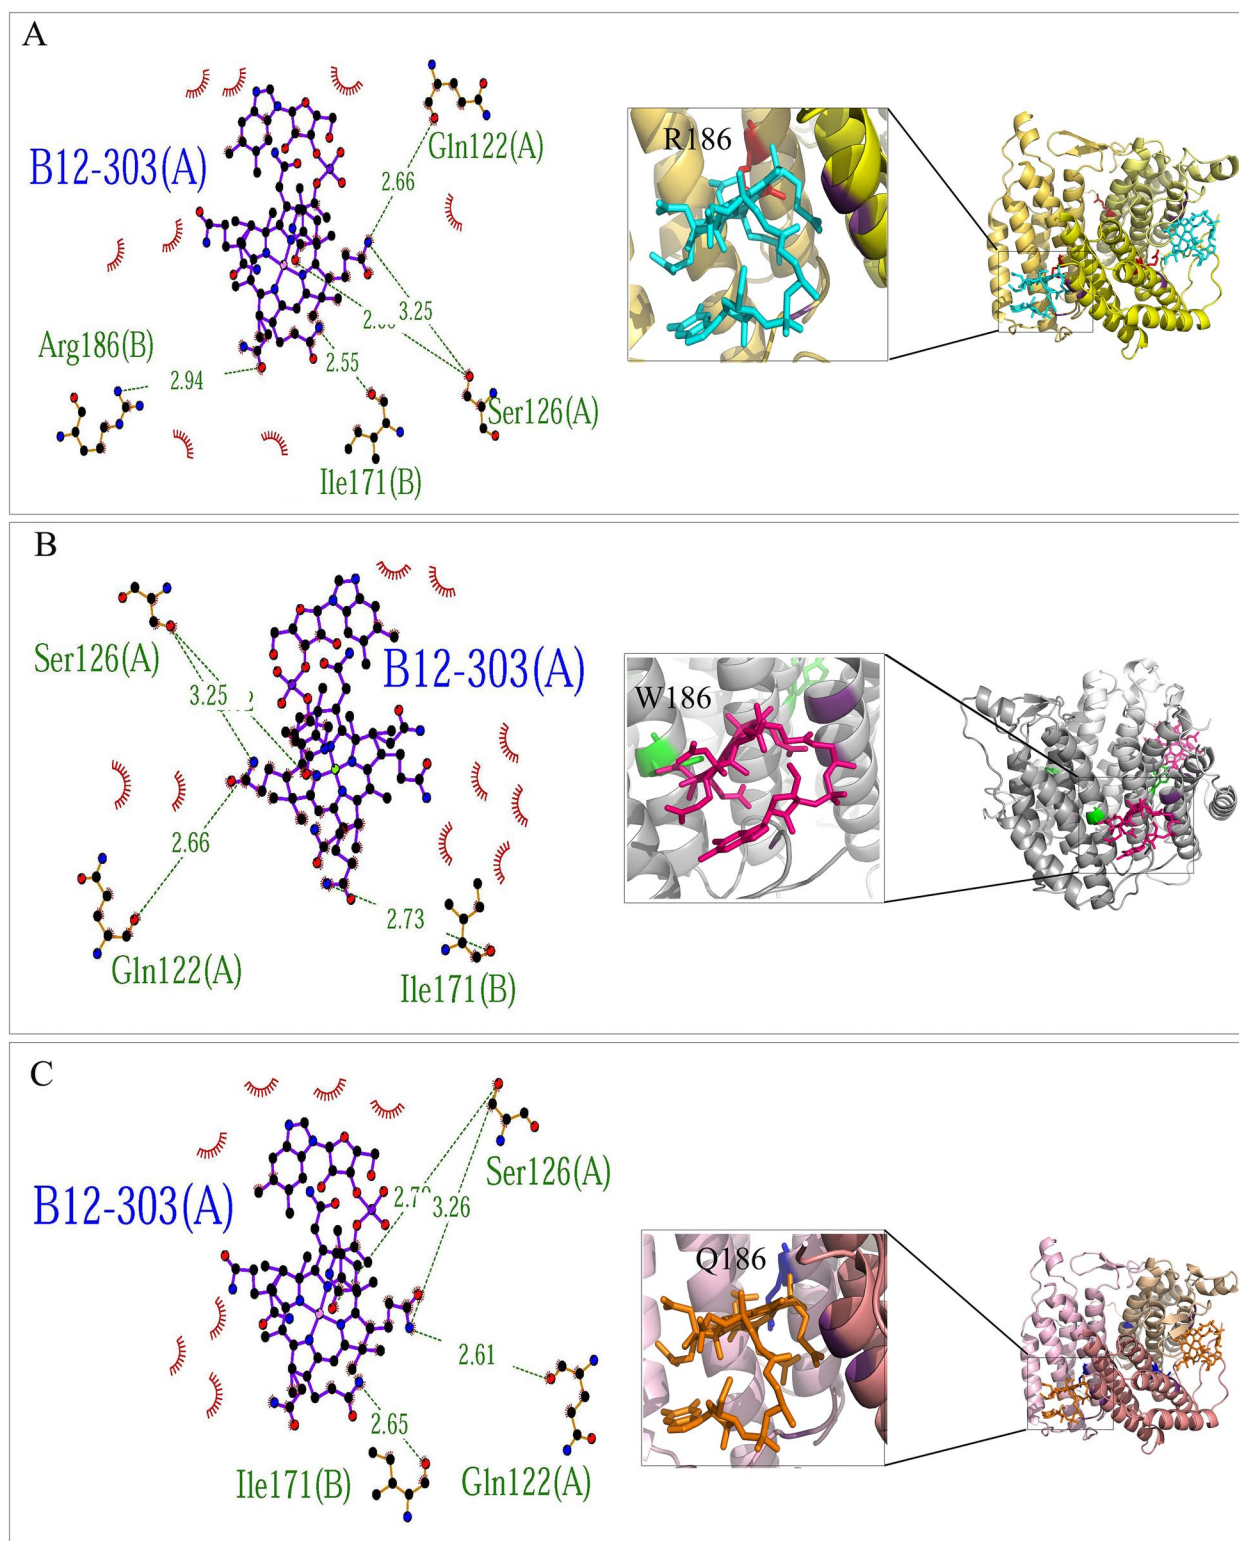 A
Gln122(A)
B12-303(A)
2.66
R186
3.25
Arg186(B)
2.94
2.55
Ser126(A)
Ile171(B)
B
Ser126(A)
B12-303(A)
3.25
W186
2.66
2.73
Gln122(A)
Ile171(B)
C
Ser126(A)
B12-303(A)
3.26
Q186
2.61
2.65
Ile171(B)
Gln122(A)